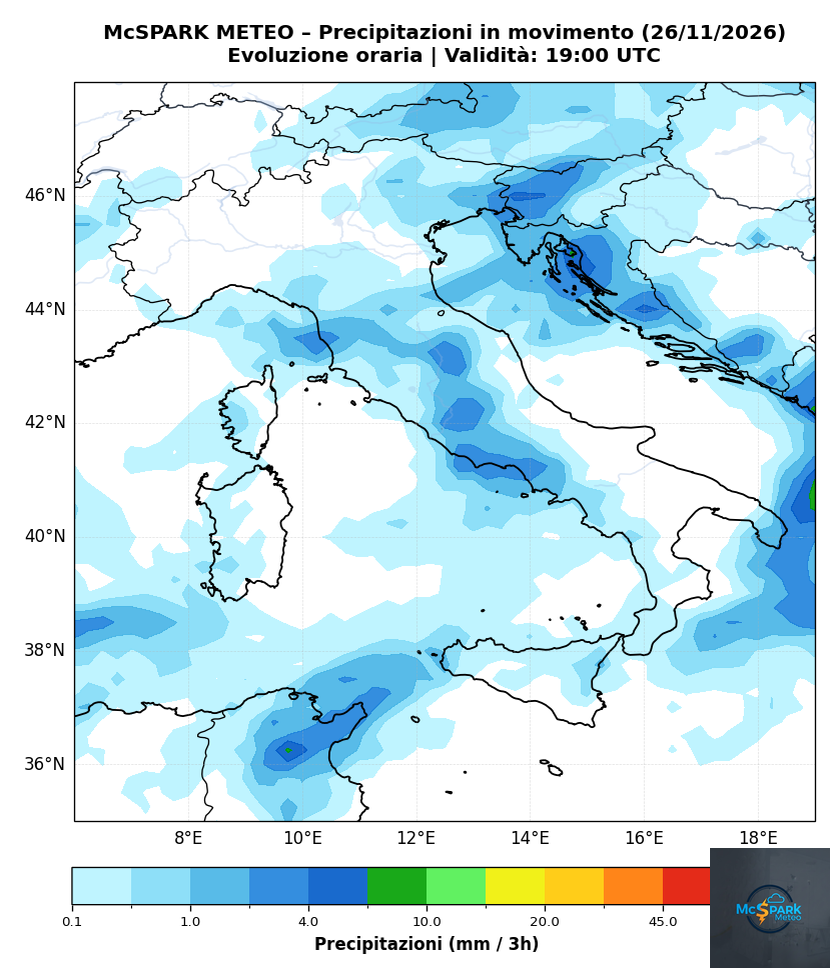 McSPARK METEO – Precipitazioni in movimento (26/11/2026)
Evoluzione oraria | Validità: 19:00 UTC
46°N
44°N
42°N
40°N
38°N
36°N
8°E 10°E 12°E 14°E 16°E 18°E
0.1 1.0 4.0 10.0 20.0 45.0
Precipitazioni (mm / 3h)
McSPARK
Meteo